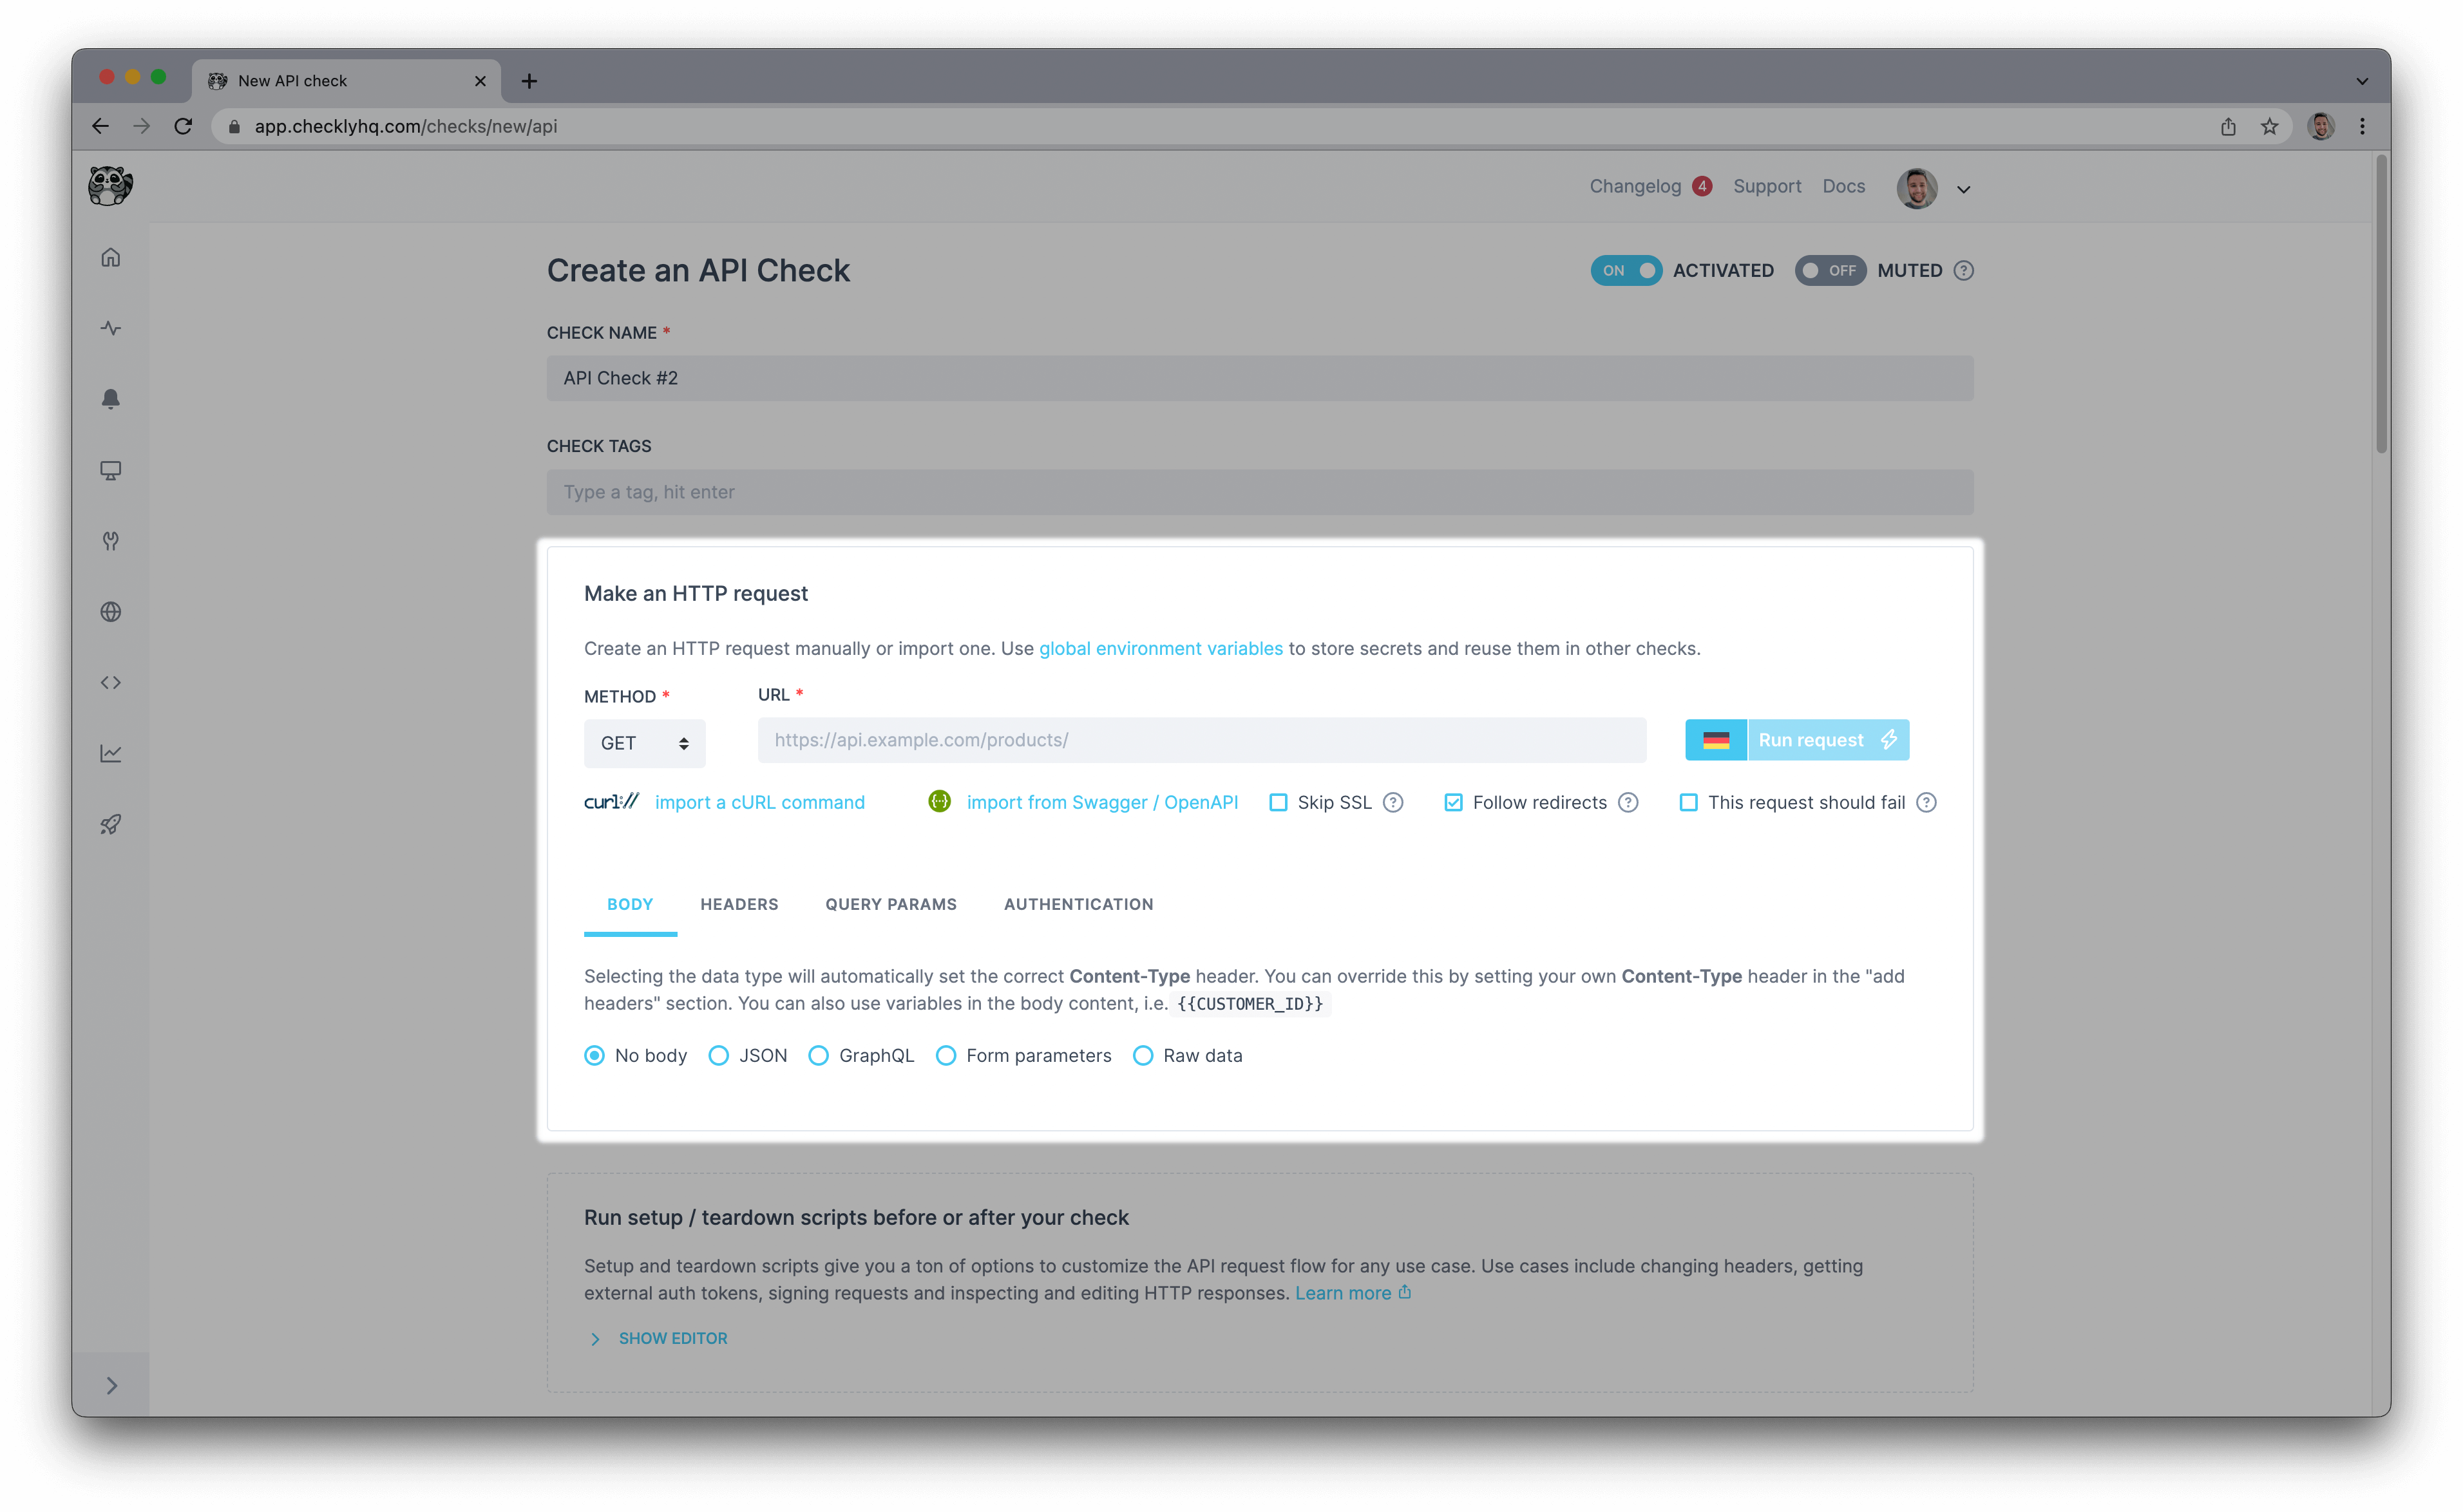 New API check
app.checklyhq.com/checks/new/api
Changelog 4 Support Docs
Create an API Check
ON ACTIVATED OFF MUTED ?
CHECK NAME *
API Check #2
CHECK TAGS
Type a tag, hit enter
Make an HTTP request
Create an HTTP request manually or import one. Use global environment variables to store secrets and reuse them in other checks.
METHOD * URL *
GET https://api.example.com/products/ Run request
curl:// import a cURL command {···} import from Swagger / OpenAPI Skip SSL ? Follow redirects ? This request should fail ?
BODY HEADERS QUERY PARAMS AUTHENTICATION
Selecting the data type will automatically set the correct Content-Type header. You can override this by setting your own Content-Type header in the "add
headers" section. You can also use variables in the body content, i.e. {{CUSTOMER_ID}}
No body JSON GraphQL Form parameters Raw data
Run setup / teardown scripts before or after your check
Setup and teardown scripts give you a ton of options to customize the API request flow for any use case. Use cases include changing headers, getting
external auth tokens, signing requests and inspecting and editing HTTP responses. Learn more
SHOW EDITOR